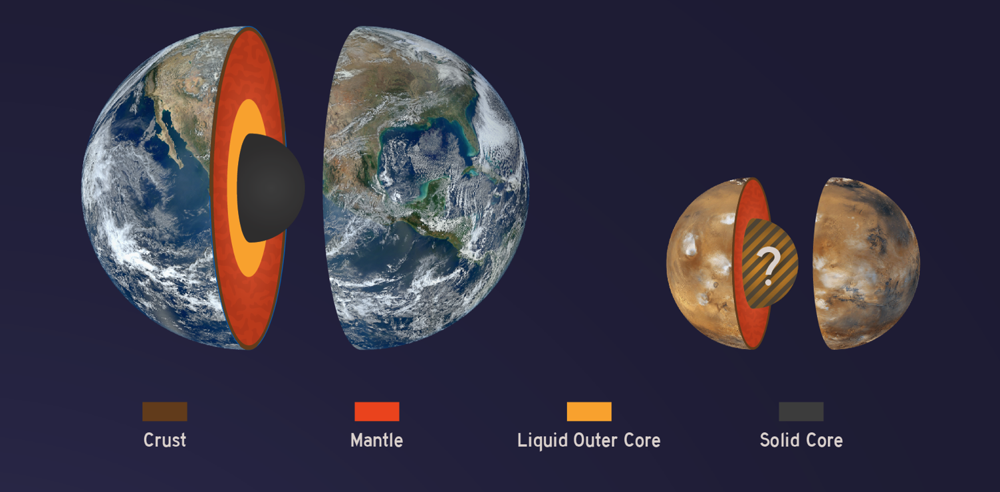 ?
Crust
Mantle
Liquid Outer Core
Solid Core